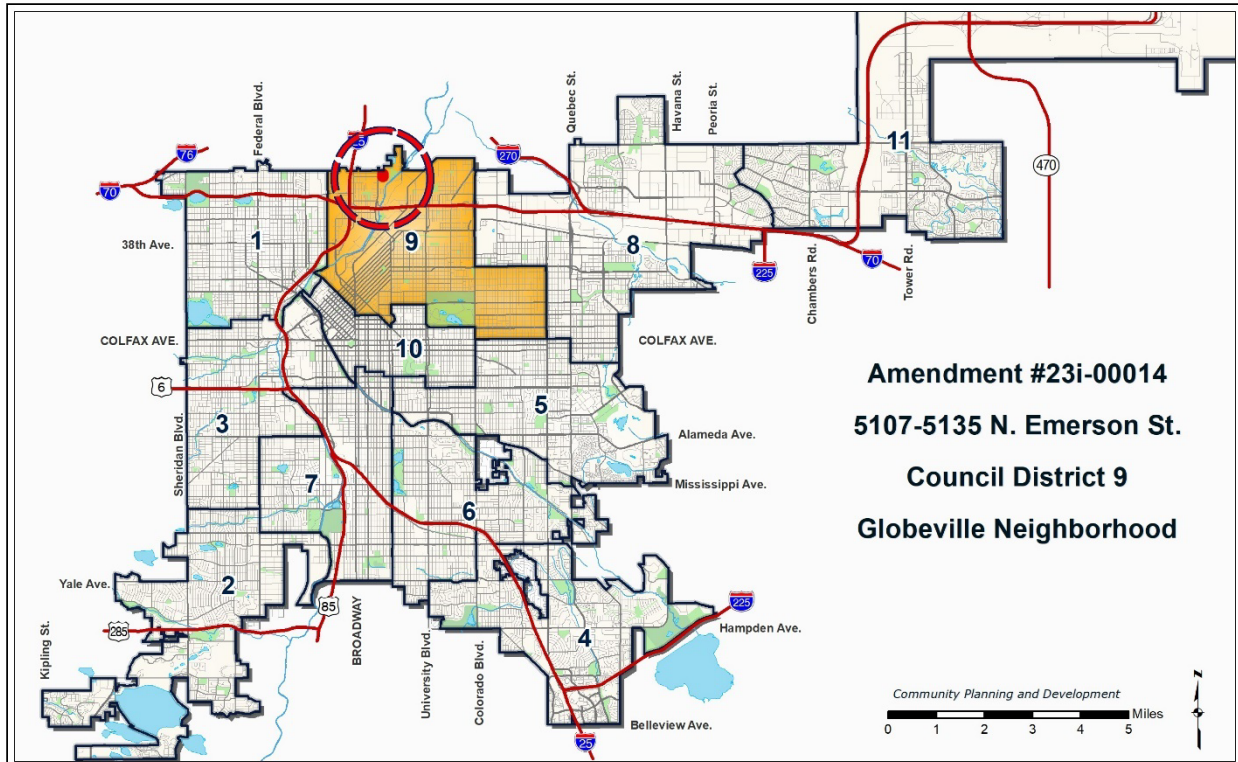 Federal Blvd.
Quebec St.
Havana St.
Peoria St.
76
25
270
11
470
70
38th Ave.
1
9
8
225
70
Chambers Rd.
Tower Rd.
COLFAX AVE.
10
COLFAX AVE.
6
3
5
Sheridan Blvd.
Alameda Ave.
7
Mississippi Ave.
6
Yale Ave.
2
85
BROADWAY
225
285
Hampden Ave.
4
Kipling St.
University Blvd.
Colorado Blvd.
Belleview Ave.
25
Amendment #23i-00014
5107-5135 N. Emerson St.
Council District 9
Globeville Neighborhood
Community Planning and Development
Miles
0 1 2 3 4 5
N